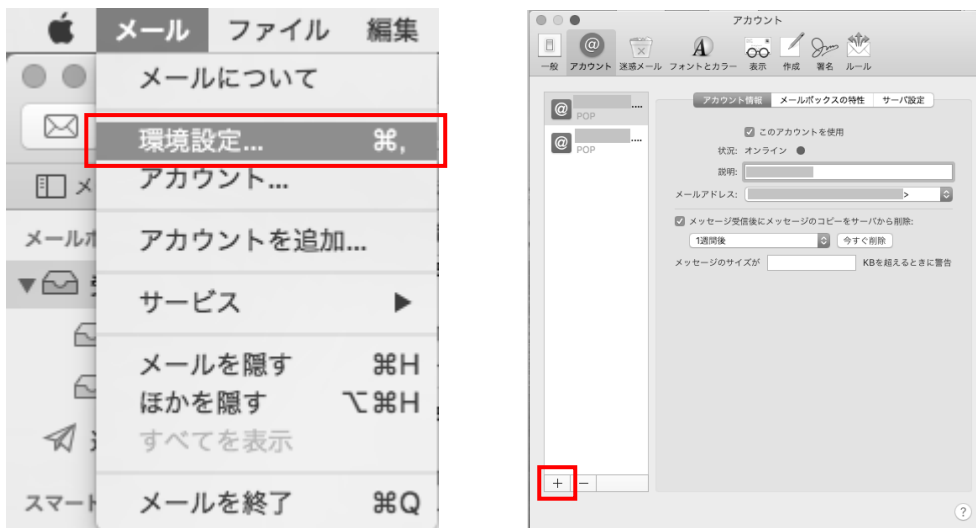 メール ファイル 編集
メールについて
環境設定... ⌘,
アカウント...
アカウントを追加...
サービス ▶
メールを隠す ⌘H
ほかを隠す ⌥⌘H
すべてを表示
メールを終了 ⌘Q
スマート
アカウント
一般 アカウント 迷惑メール フォントとカラー 表示 作成 署名 ルール
@ ....
POP
@ ....
POP
+ −
アカウント情報 メールボックスの特性 サーバ設定
このアカウントを使用
状況: オンライン
説明:
メールアドレス: >
メッセージ受信後にメッセージのコピーをサーバから削除:
1週間後 今すぐ削除
メッセージのサイズが KBを超えるときに警告
?